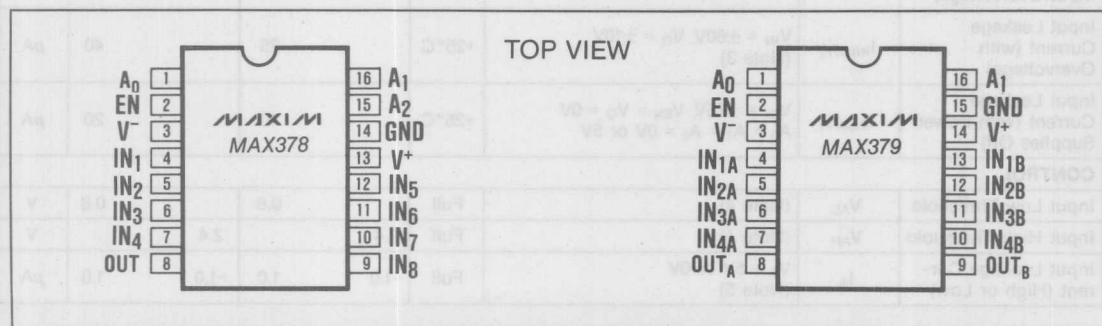 TOP VIEW
A0 1
EN 2
V- 3
IN1 4
IN2 5
IN3 6
IN4 7
OUT 8
MAXIM
MAX378
16 A1
15 A2
14 GND
13 V+
12 IN5
11 IN6
10 IN7
9 IN8
A0 1
EN 2
V- 3
IN1A 4
IN2A 5
IN3A 6
IN4A 7
OUTA 8
MAXIM
MAX379
16 A1
15 GND
14 V+
13 IN1B
12 IN2B
11 IN3B
10 IN4B
9 OUTB